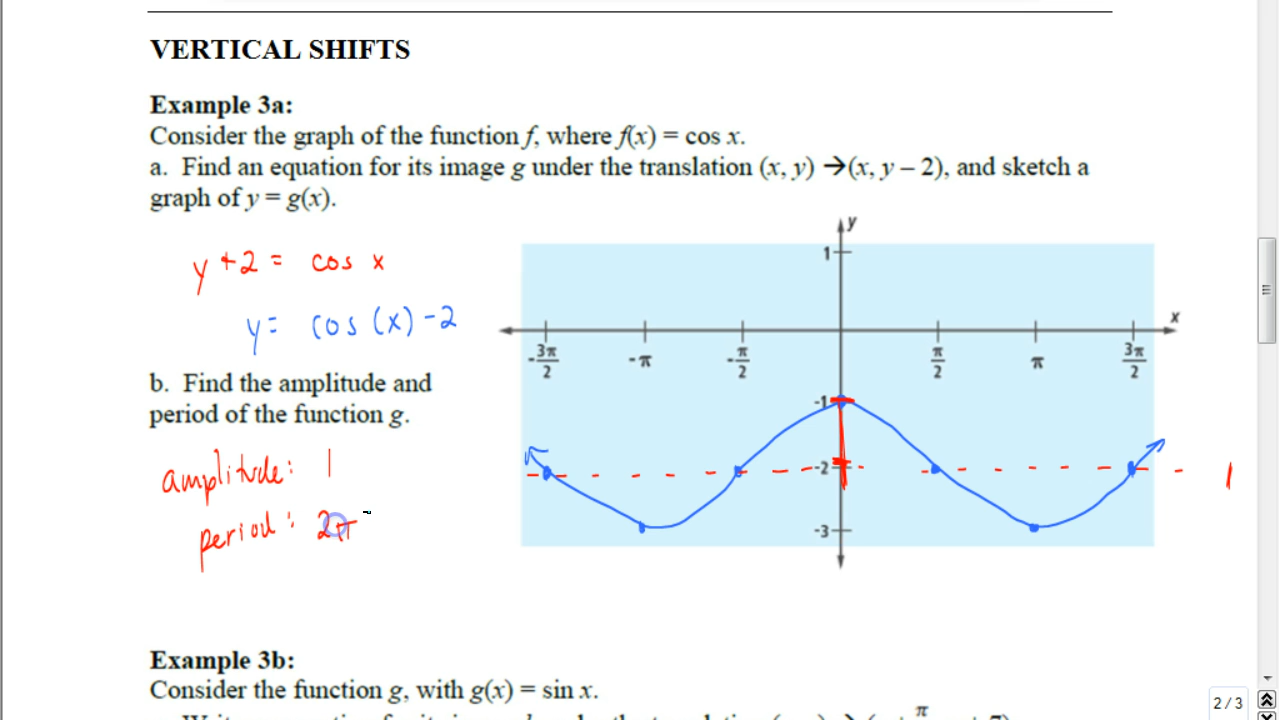 VERTICAL SHIFTS
Example 3a:
Consider the graph of the function f, where f(x) = cos x.
a. Find an equation for its image g under the translation (x, y) →(x, y – 2), and sketch a
graph of y = g(x).
y + 2 = cos x
y = cos (x) - 2
b. Find the amplitude and
period of the function g.
amplitude: 1
period: 2π
y
1
x
-3π/2 -π -π/2 π/2 π 3π/2
-1
-2
1
-3
Example 3b:
Consider the function g, with g(x) = sin x.
2 / 3